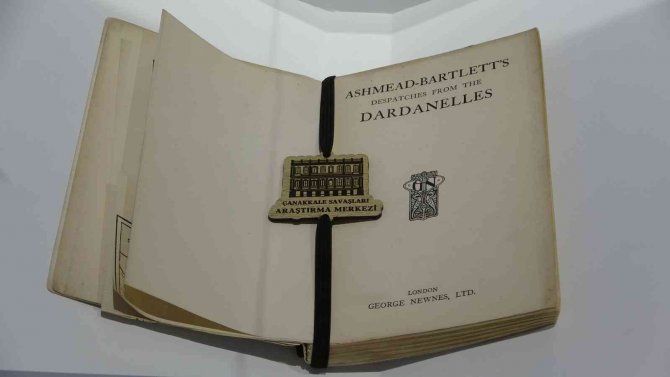 ASHMEAD-BARTLETT'S
DESPATCHES FROM THE
DARDANELLES
ÇANAKKALE SAVAŞLARI
ARAŞTIRMA MERKEZİ
LONDON
GEORGE NEWNES, LTD.